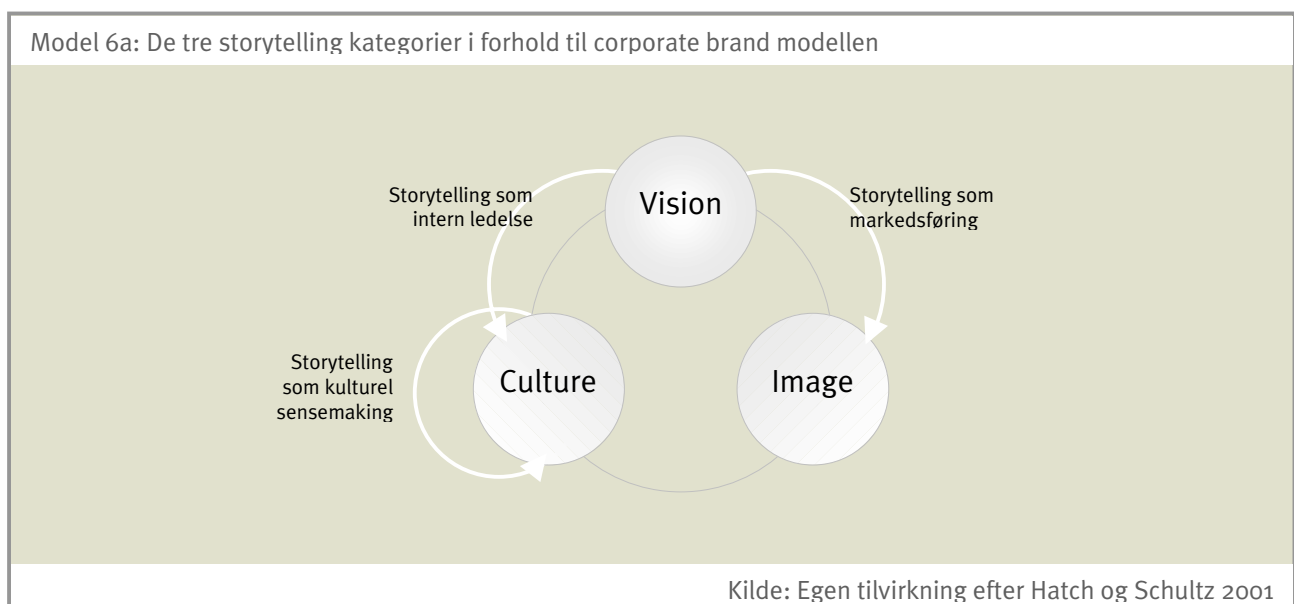 Model 6a: De tre storytelling kategorier i forhold til corporate brand modellen
Storytelling som
intern ledelse
Vision
Storytelling som
markedsføring
Storytelling
som kulturel
sensemaking
Culture
Image
Kilde: Egen tilvirkning efter Hatch og Schultz 2001